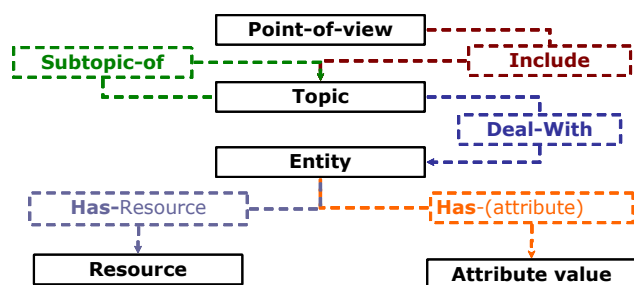 Point-of-view
Subtopic-of
Include
Topic
Deal-With
Entity
Has-Resource
Has-(attribute)
Resource
Attribute value